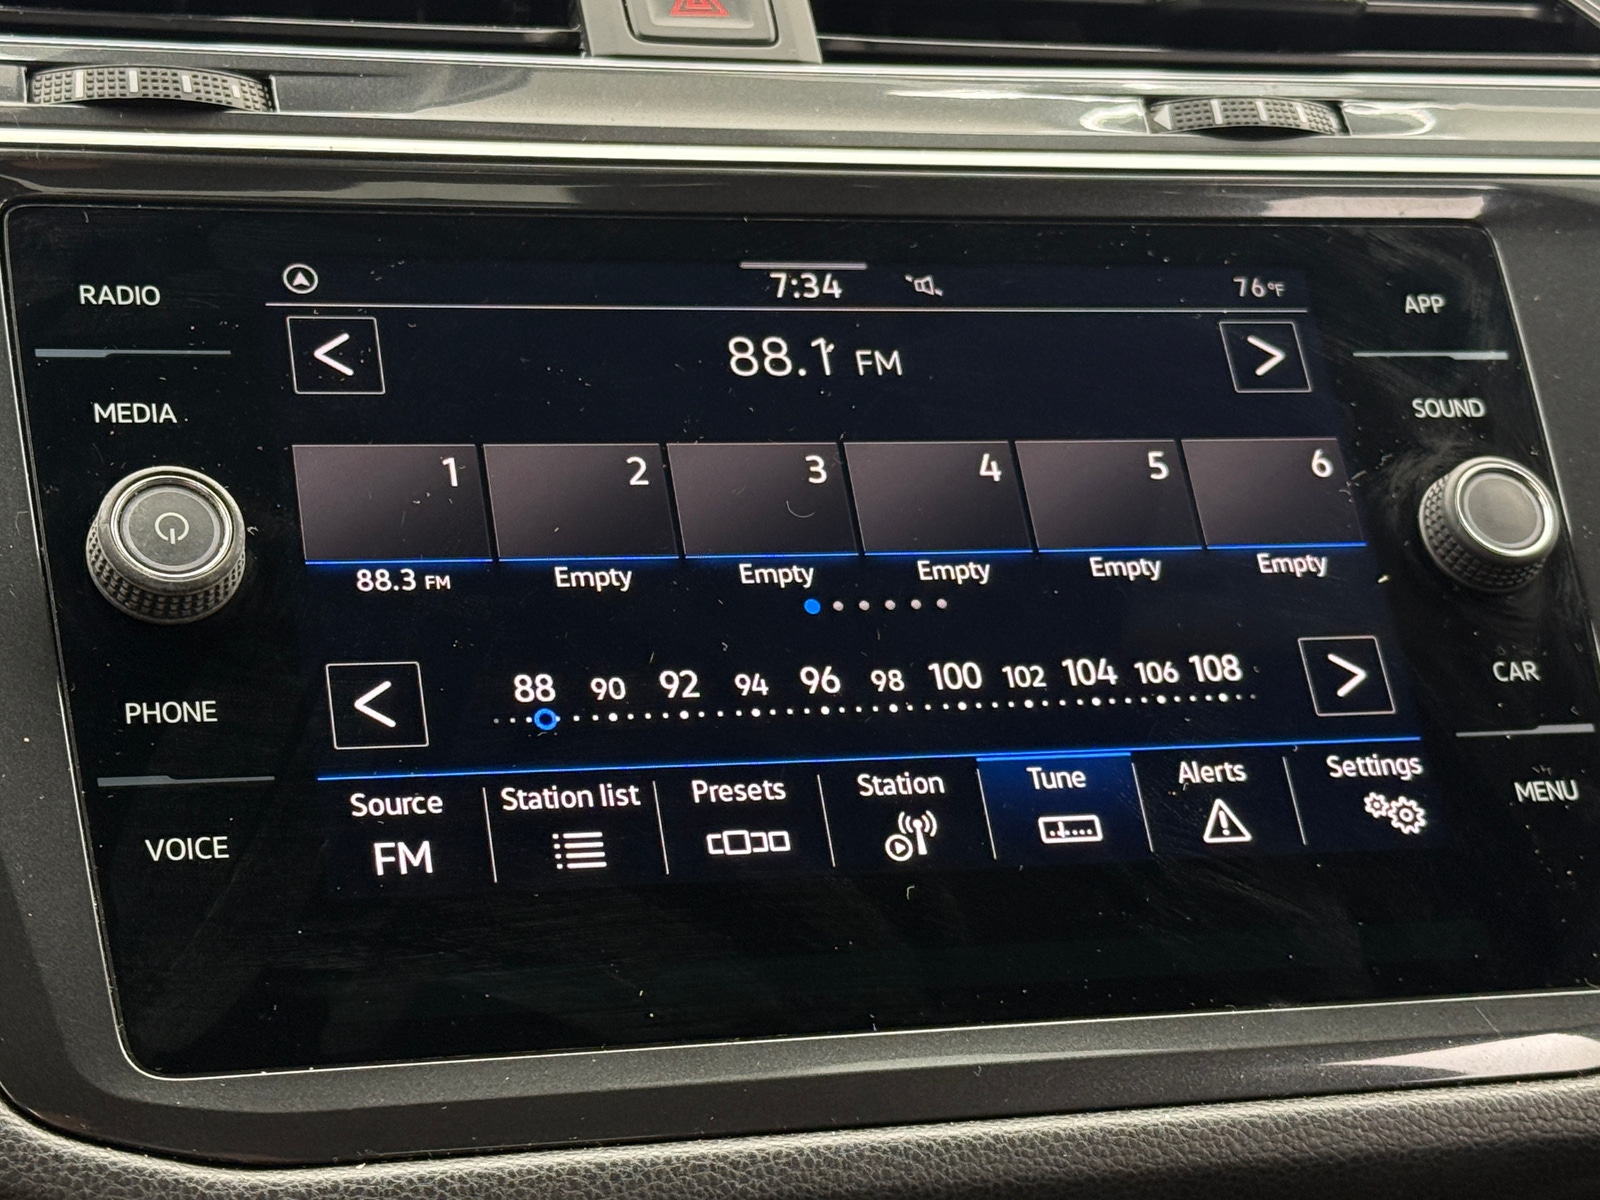 RADIO
MEDIA
PHONE
VOICE
7:34
76°F
<
88.1 FM
>
1
2
3
4
5
6
88.3 FM
Empty
Empty
Empty
Empty
Empty
<
88 90 92 94 96 98 100 102 104 106 108
>
Source
FM
Station list
Presets
Station
Tune
Alerts
Settings
APP
SOUND
CAR
MENU